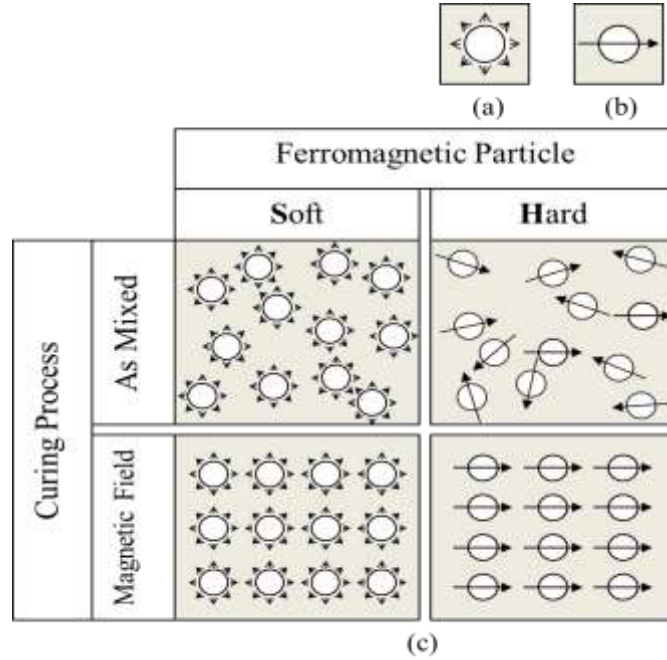 (a)
(b)
Ferromagnetic Particle
Soft
Hard
Curing Process
As Mixed
Magnetic Field
(c)